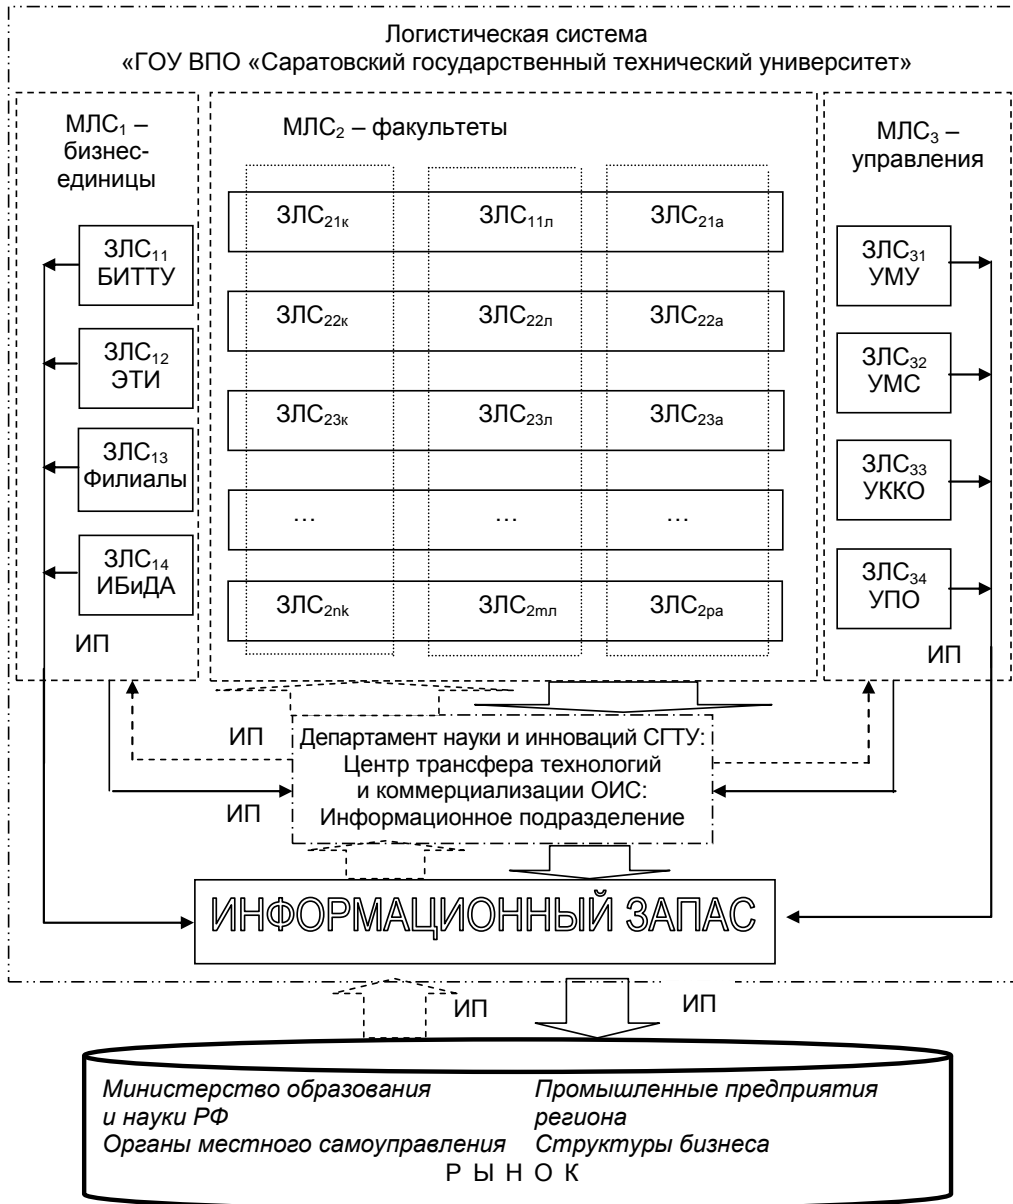 Логистическая система
«ГОУ ВПО «Саратовский государственный технический университет»
МЛС₁ –
бизнес-
единицы
ЗЛС₁₁
БИТТУ
ЗЛС₁₂
ЭТИ
ЗЛС₁₃
Филиалы
ЗЛС₁₄
ИБиДА
ИП
МЛС₂ – факультеты
ЗЛС₂₁к ЗЛС₁₁л ЗЛС₂₁а
ЗЛС₂₂к ЗЛС₂₂л ЗЛС₂₂а
ЗЛС₂₃к ЗЛС₂₃л ЗЛС₂₃а
… … …
ЗЛС₂nk ЗЛС₂mл ЗЛС₂pа
МЛС₃ –
управления
ЗЛС₃₁
УМУ
ЗЛС₃₂
УМС
ЗЛС₃₃
УККО
ЗЛС₃₄
УПО
ИП
ИП
ИП
Департамент науки и инноваций СГТУ:
Центр трансфера технологий
и коммерциализации ОИС:
Информационное подразделение
ИНФОРМАЦИОННЫЙ ЗАПАС
ИП ИП
Министерство образования
и науки РФ
Органы местного самоуправления
Промышленные предприятия
региона
Структуры бизнеса
Р Ы Н О К